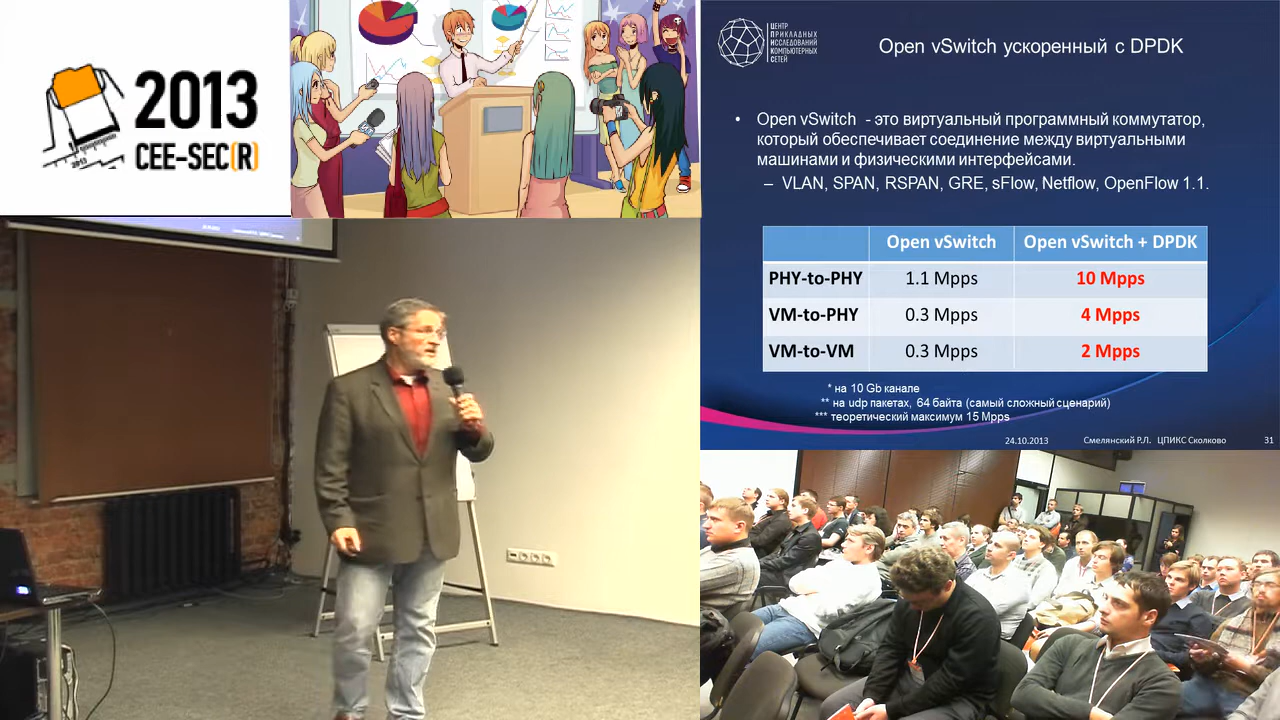 2013
CEE-SEC(R)
ЦЕНТР
ПРИКЛАДНЫХ
ИССЛЕДОВАНИЙ
КОМПЬЮТЕРНЫХ
СЕТЕЙ
Open vSwitch ускоренный с DPDK
• Open vSwitch - это виртуальный программный коммутатор,
который обеспечивает соединение между виртуальными
машинами и физическими интерфейсами.
– VLAN, SPAN, RSPAN, GRE, sFlow, Netflow, OpenFlow 1.1.
Open vSwitch Open vSwitch + DPDK
PHY-to-PHY 1.1 Mpps 10 Mpps
VM-to-PHY 0.3 Mpps 4 Mpps
VM-to-VM 0.3 Mpps 2 Mpps
* на 10 Gb канале
** на udp пакетах, 64 байта (самый сложный сценарий)
*** теоретический максимум 15 Mpps
24.10.2013 Смелянский Р.Л. ЦПИКС Сколково 31